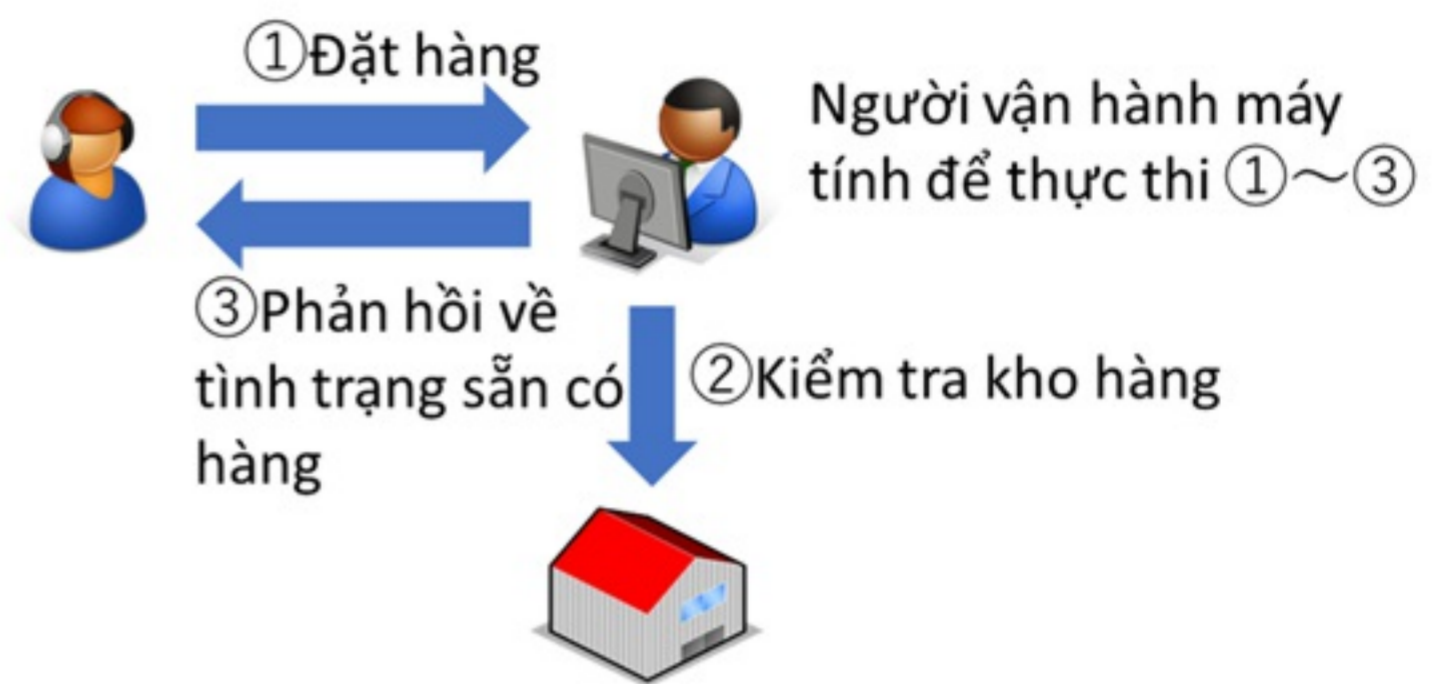 ①Đặt hàng
Người vận hành máy
tính để thực thi ①～③
③Phản hồi về
tình trạng sẵn có
hàng
②Kiểm tra kho hàng